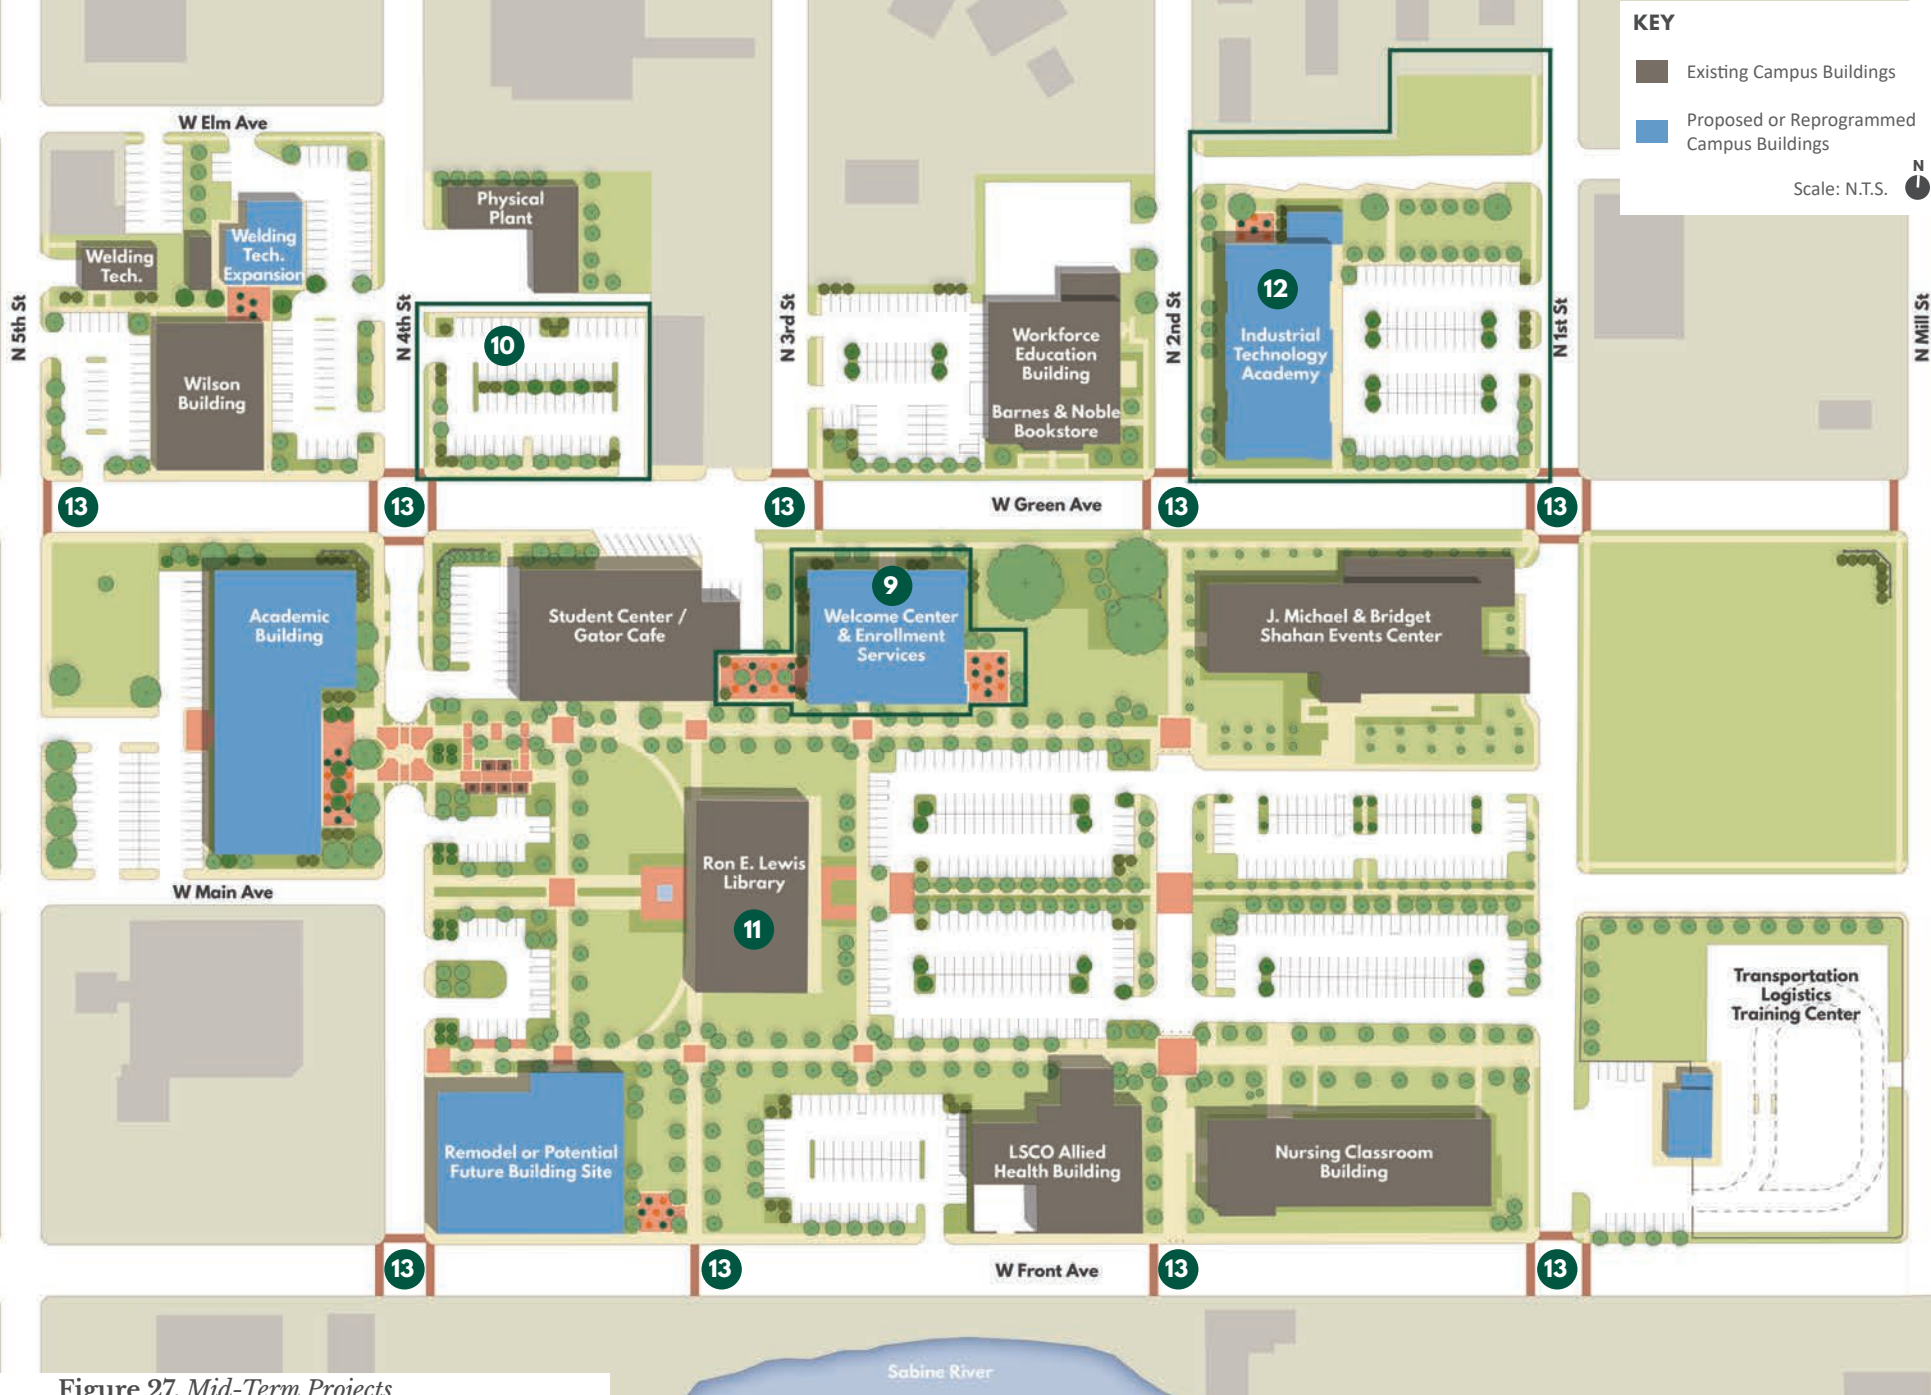 KEY
Existing Campus Buildings
Proposed or Reprogrammed
Campus Buildings
Scale: N.T.S.
N
W Elm Ave
Physical
Plant
Welding
Tech.
Expansion
Welding
Tech.
12
N 5th St
N 4th St
N 3rd St
N 2nd St
N 1st St
N Mill St
10
Industrial
Technology
Academy
Workforce
Education
Building
Barnes & Noble
Bookstore
Wilson
Building
13
13
13
W Green Ave
13
13
9
Academic
Building
Student Center /
Gator Cafe
Welcome Center
& Enrollment
Services
J. Michael & Bridget
Shahan Events Center
Ron E. Lewis
Library
11
W Main Ave
Transportation
Logistics
Training Center
Remodel or Potential
Future Building Site
LSCO Allied
Health Building
Nursing Classroom
Building
13
13
W Front Ave
13
13
Sabine River
Figure 27. Mid-Term Projects